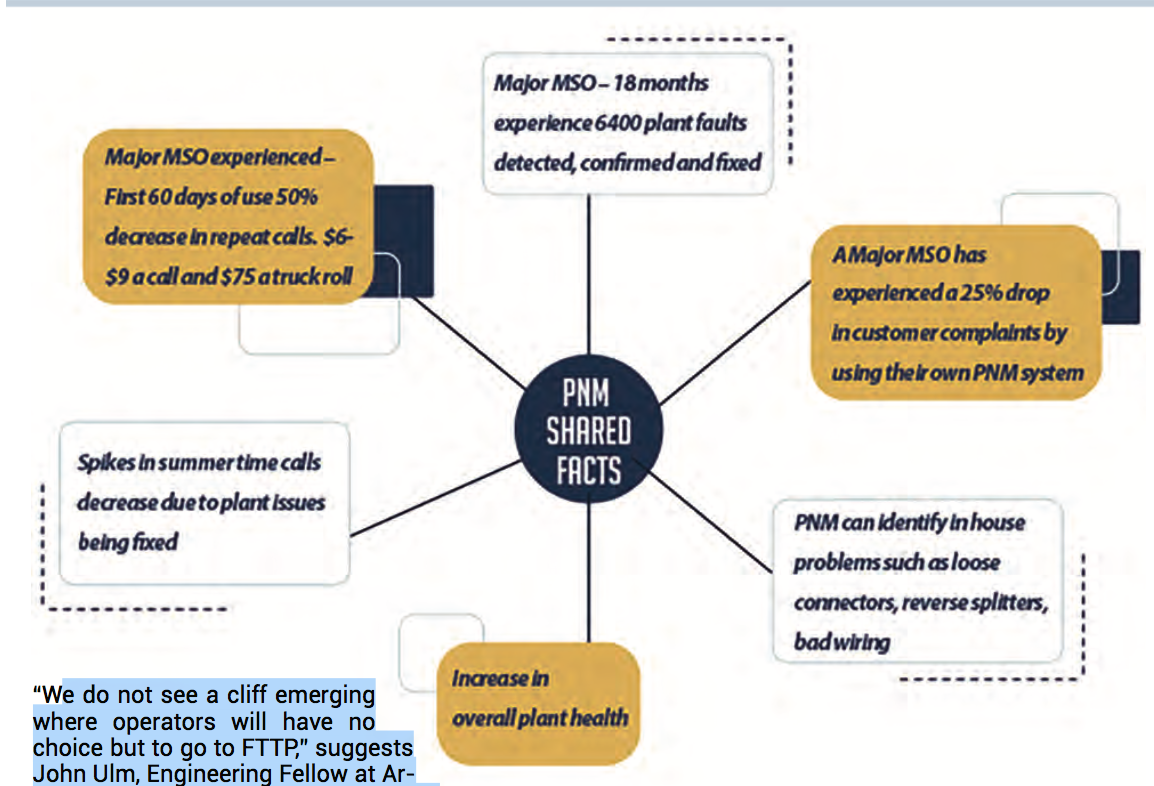 Major MSO – 18 months
experience 6400 plant faults
detected, confirmed and fixed
Major MSO experienced –
First 60 days of use 50%
decrease in repeat calls. $6-
$9 a call and $75 a truck roll
A Major MSO has
experienced a 25% drop
in customer complaints by
using their own PNM system
PNM
SHARED
FACTS
Spikes in summer time calls
decrease due to plant issues
being fixed
PNM can identify in house
problems such as loose
connectors, reverse splitters,
bad wiring
Increase in
overall plant health
“We do not see a cliff emerging
where operators will have no
choice but to go to FTTP,” suggests
John Ulm, Engineering Fellow at Ar-